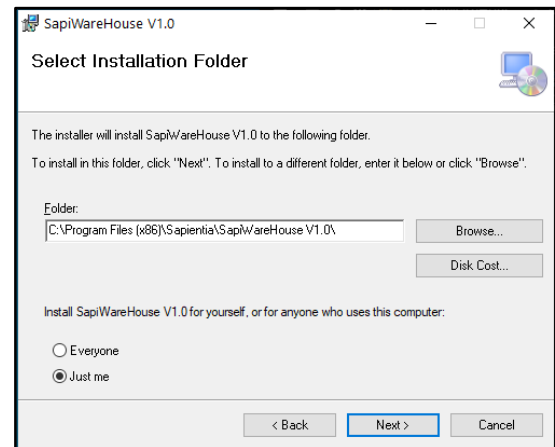 SapiWareHouse V1.0
Select Installation Folder
The installer will install SapiWareHouse V1.0 to the following folder.
To install in this folder, click "Next". To install to a different folder, enter it below or click "Browse".
Folder:
C:\Program Files (x86)\Sapientia\SapiWareHouse V1.0\
Browse...
Disk Cost...
Install SapiWareHouse V1.0 for yourself, or for anyone who uses this computer:
Everyone
Just me
< Back
Next >
Cancel